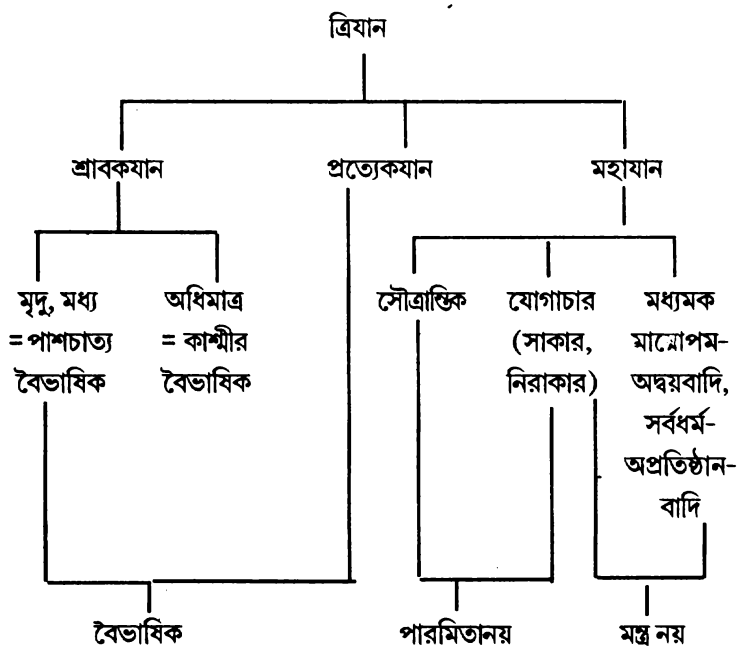 ত্রিযান
শ্রাবকযান প্রত্যেকযান মহাযান
মৃদু, মধ্য
=পাশচাত্য
বৈভাষিক
অধিমাত্র
= কাশ্মীর
বৈভাষিক
সৌত্রান্তিক
যোগাচার
(সাকার,
নিরাকার)
মধ্যমক
মায়োপম-
অদ্বয়বাদি,
সর্বধর্ম-
অপ্রতিষ্ঠান-
বাদি
বৈভাষিক পারমিতানয় মন্ত্র নয়